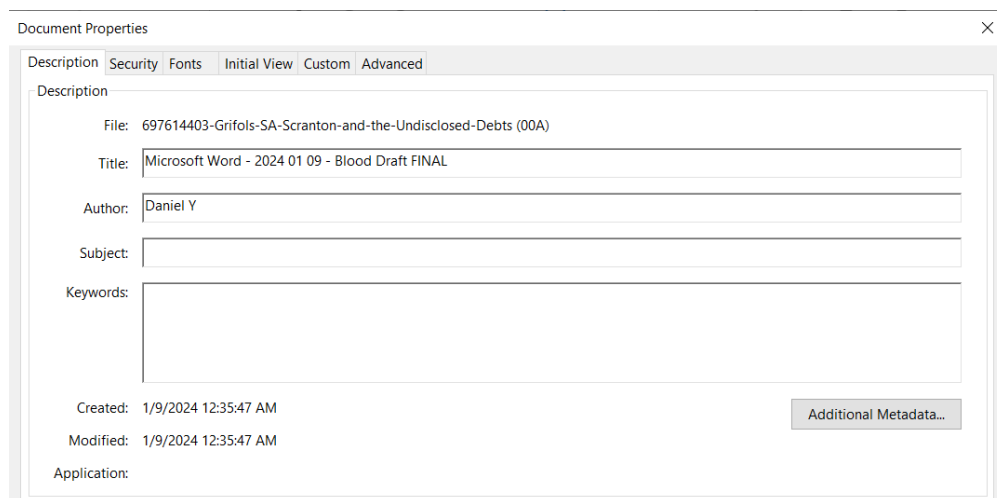 Document Properties
Description Security Fonts Initial View Custom Advanced
Description
File: 697614403-Grifols-SA-Scranton-and-the-Undisclosed-Debts (00A)
Title: Microsoft Word - 2024 01 09 - Blood Draft FINAL
Author: Daniel Y
Subject:
Keywords:
Created: 1/9/2024 12:35:47 AM
Additional Metadata...
Modified: 1/9/2024 12:35:47 AM
Application: